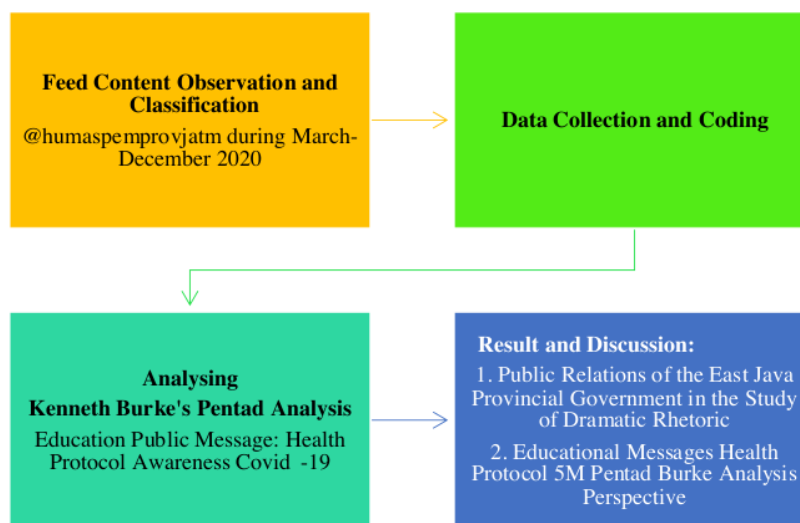 Feed Content Observation and
Classification
@humaspemprovjatm during March-
December 2020
Data Collection and Coding
Analysing
Kenneth Burke's Pentad Analysis
Education Public Message: Health
Protocol Awareness Covid -19
Result and Discussion:
1. Public Relations of the East Java
Provincial Government in the Study
of Dramatic Rhetoric
2. Educational Messages Health
Protocol 5M Pentad Burke Analysis
Perspective